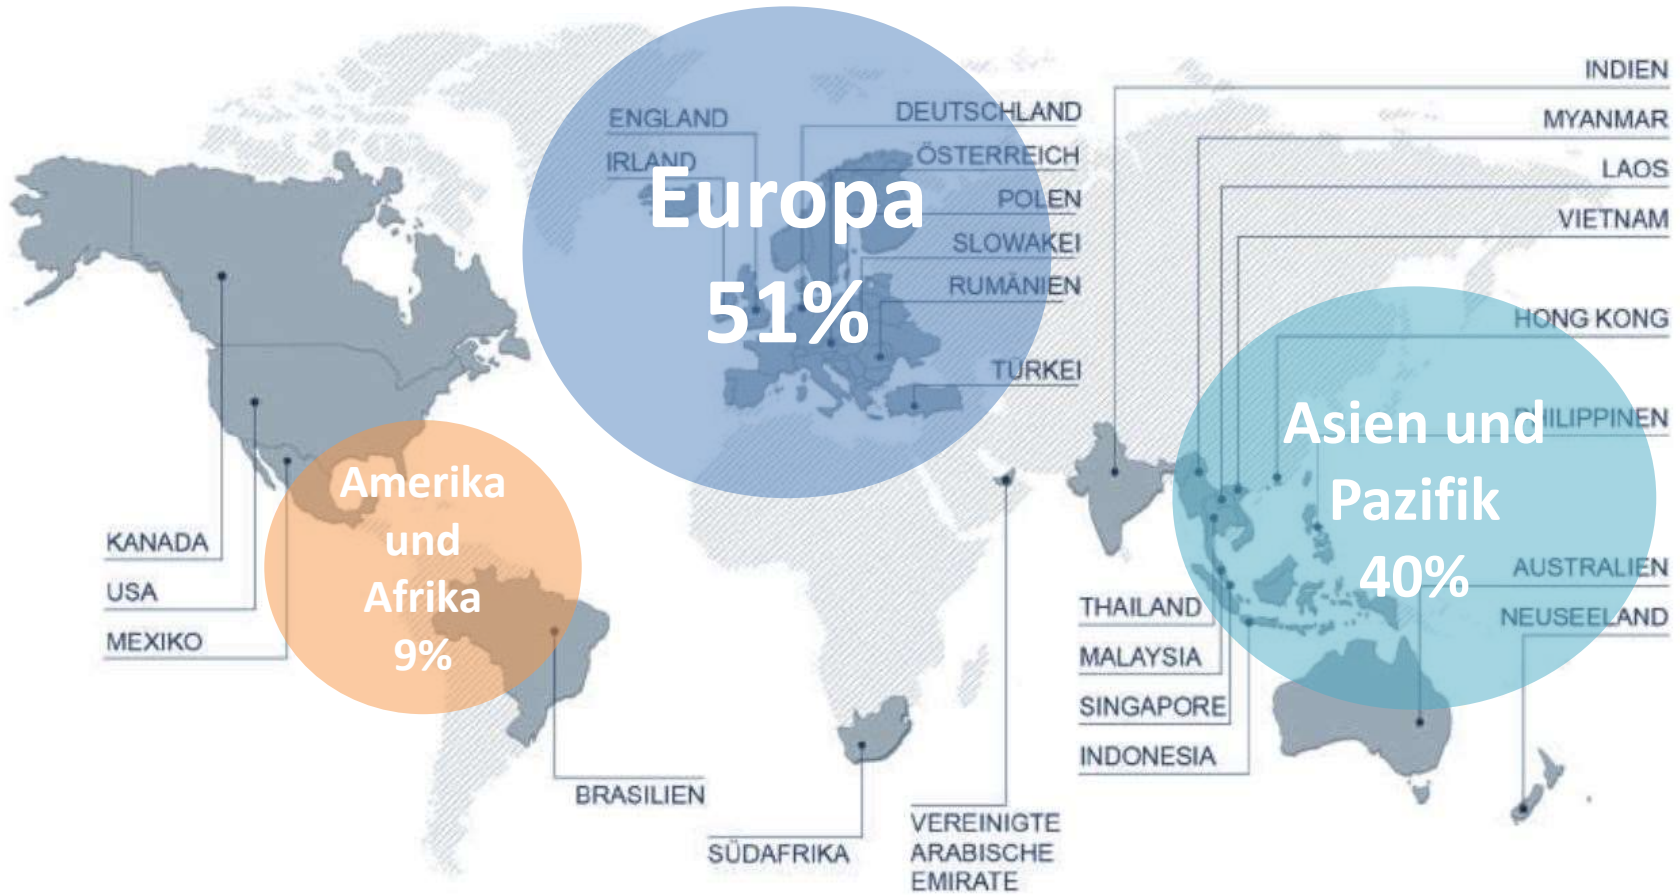 INDIEN
ENGLAND
DEUTSCHLAND
MYANMAR
IRLAND
ÖSTERREICH
LAOS
Europa
51%
POLEN
VIETNAM
SLOWAKEI
RUMÄNIEN
HONG KONG
TÜRKEI
Asien und
Pazifik
40%
PHILIPPINEN
Amerika
und
Afrika
9%
KANADA
USA
MEXIKO
AUSTRALIEN
THAILAND
NEUSEELAND
MALAYSIA
SINGAPORE
INDONESIA
BRASILIEN
SÜDAFRIKA
VEREINIGTE
ARABISCHE
EMIRATE